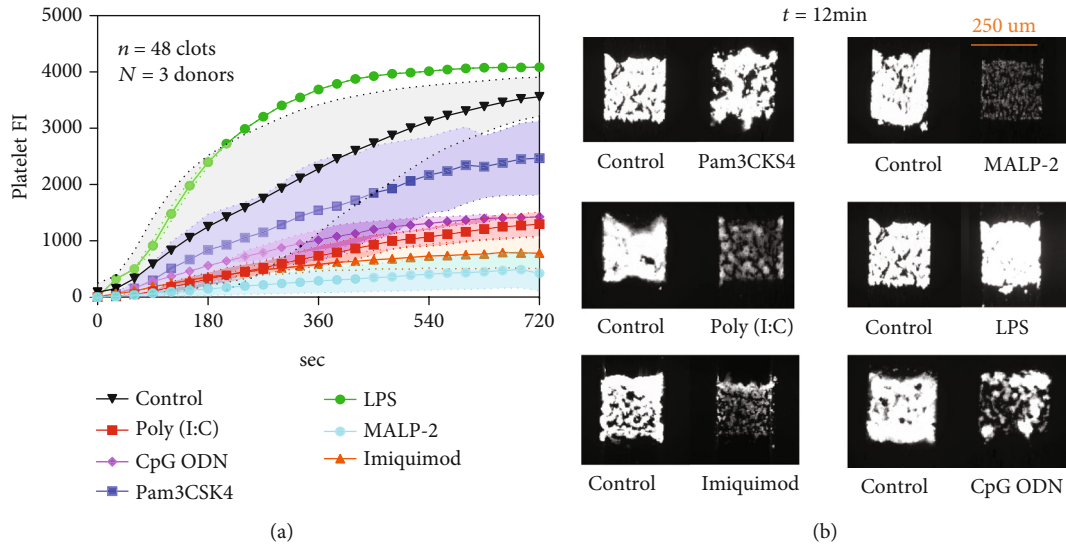 (a)
5000
4000
3000
2000
1000
0
Platelet FI
n = 48 clots
N = 3 donors
0
180
360
540
720
sec
Control
Poly (I:C)
CpG ODN
Pam3CSK4
LPS
MALP-2
Imiquimod
(a)
t = 12min
250 um
Control
Pam3CKS4
Control
MALP-2
Control
Poly (I:C)
Control
LPS
Control
Imiquimod
Control
CpG ODN
(b)